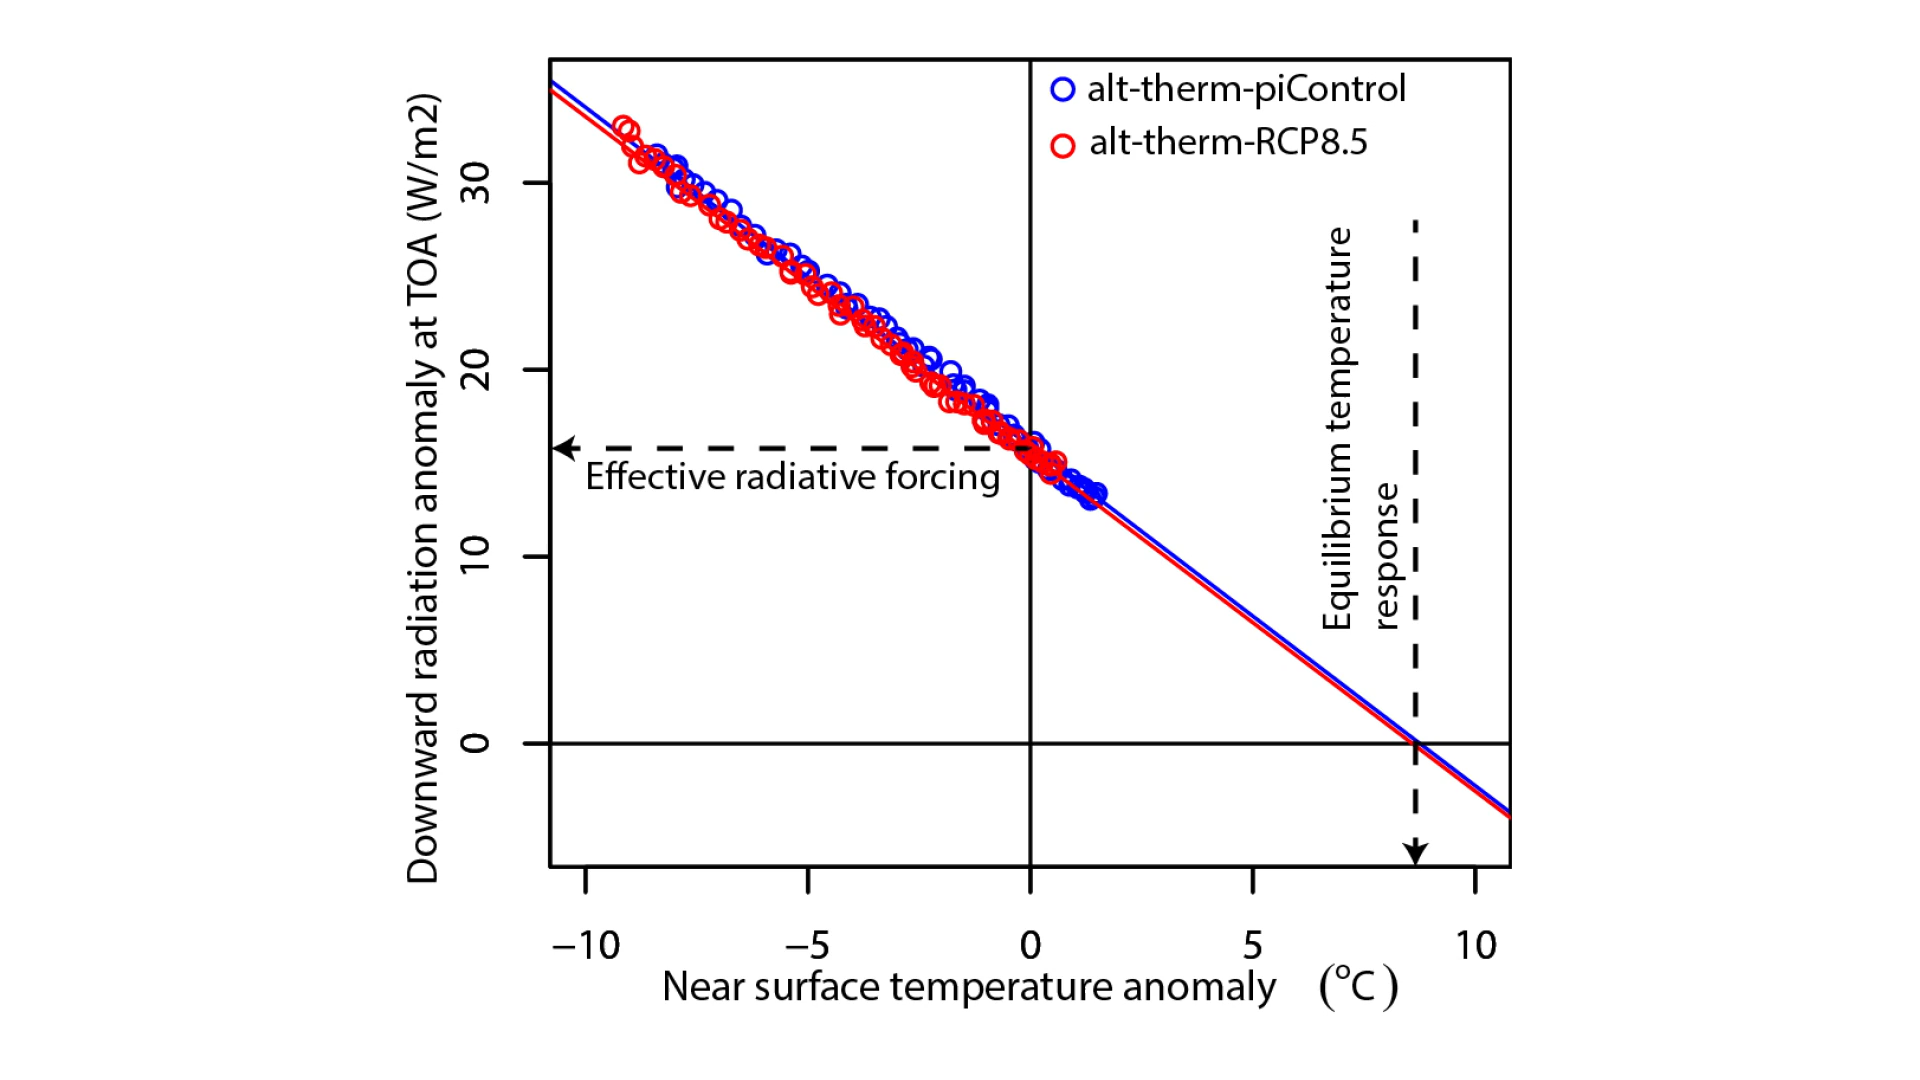 alt-therm-piControl
alt-therm-RCP8.5
Downward radiation anomaly at TOA (W/m2)
30
20
10
0
Effective radiative forcing
Equilibrium temperature
response
−10
−5
0
5
10
Near surface temperature anomaly (°C)